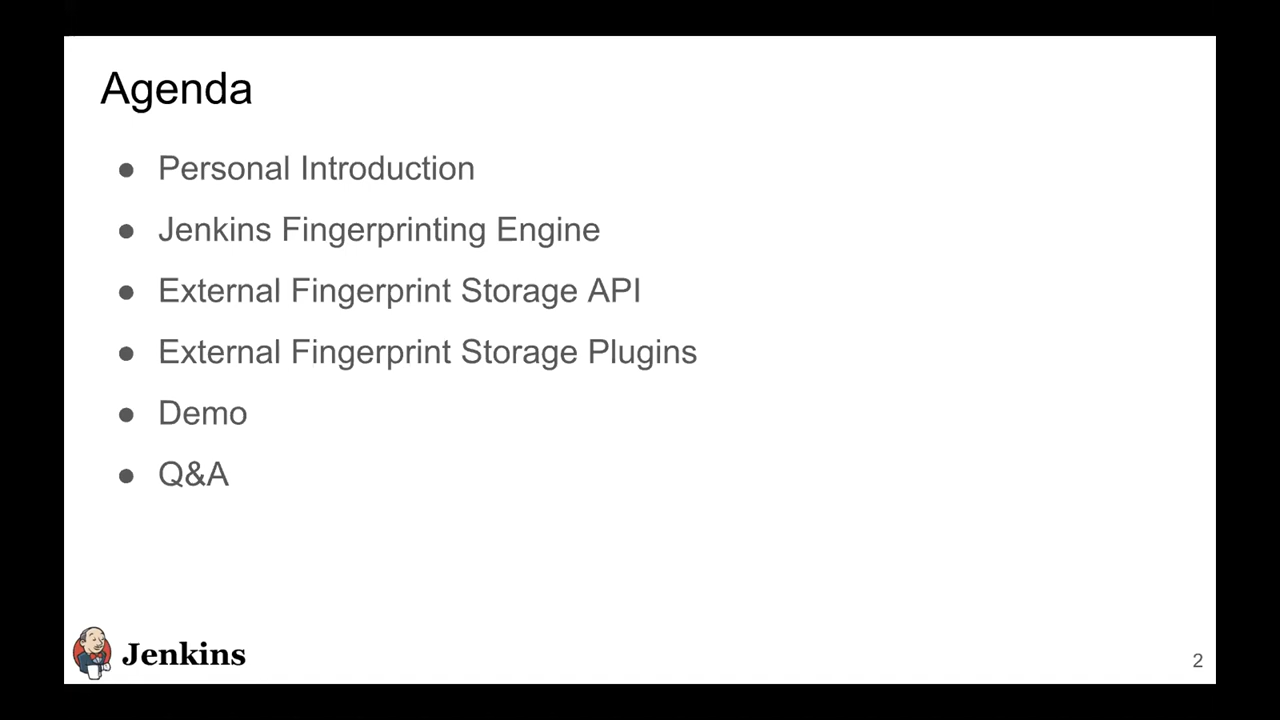 Agenda
● Personal Introduction
● Jenkins Fingerprinting Engine
● External Fingerprint Storage API
● External Fingerprint Storage Plugins
● Demo
● Q&A
Jenkins
2